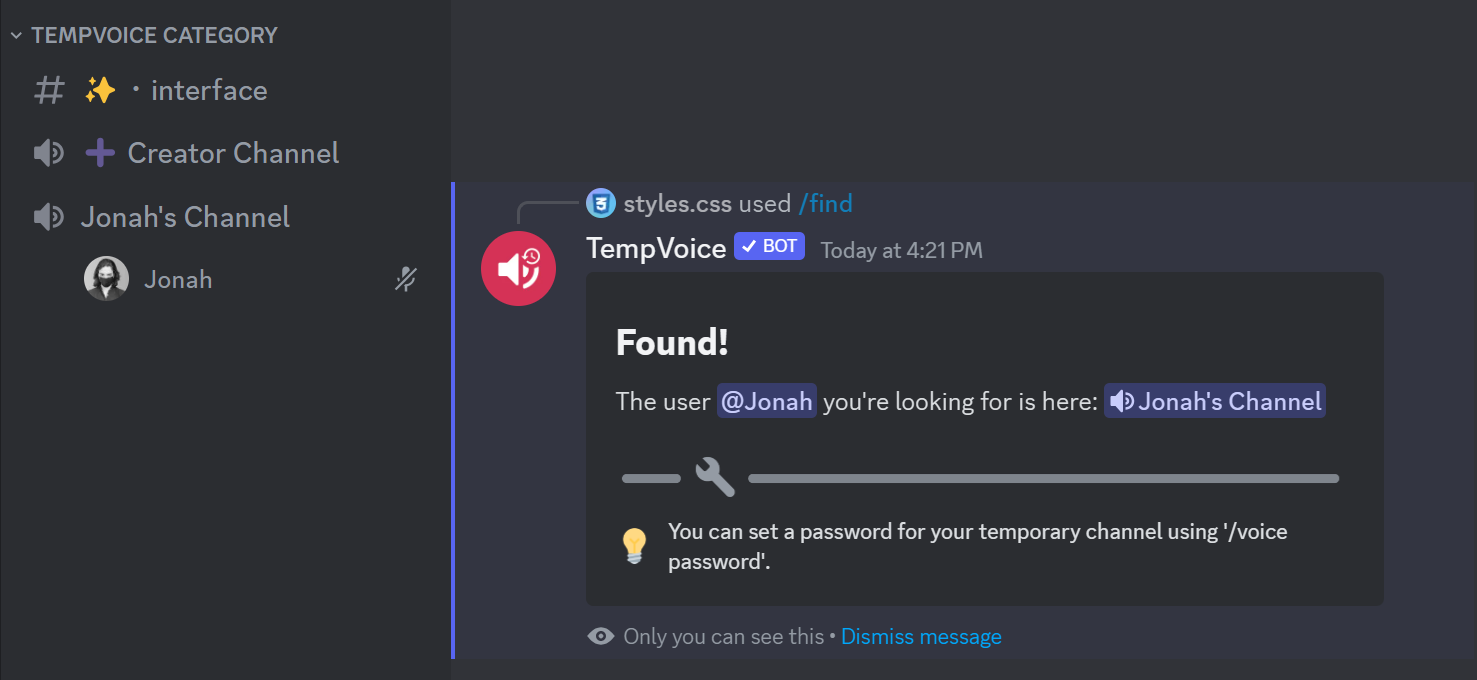 TEMPVOICE CATEGORY
# ✨ • interface
➕ Creator Channel
Jonah's Channel
Jonah
styles.css used /find
TempVoice ✓ BOT Today at 4:21 PM
Found!
The user @Jonah you're looking for is here: Jonah's Channel
You can set a password for your temporary channel using '/voice
password'.
Only you can see this • Dismiss message